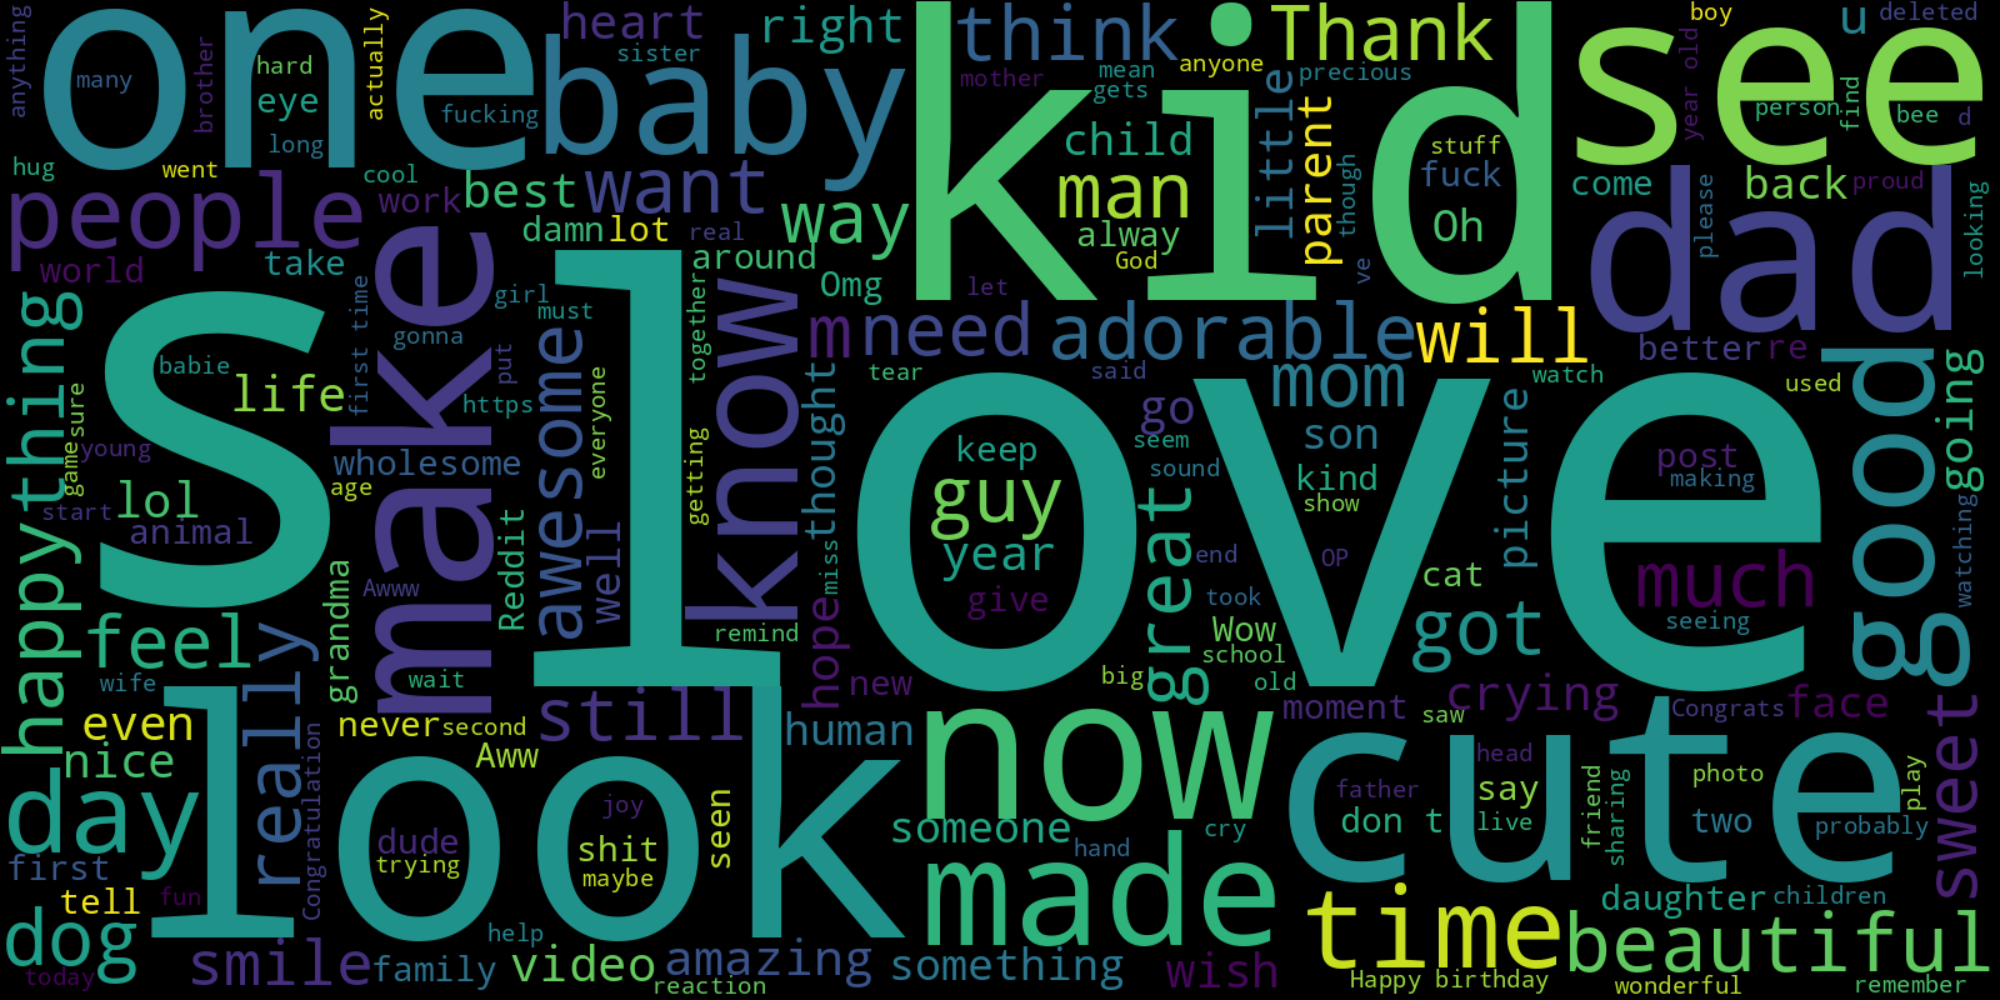 anything
one
many
brother
hard
eye
long
actually
fucking
baby
heart
sister
right
kid
think
mother
mean
gets
anyone
Thank
precious
child
man
alway
God
little
parent
though
ve
stuff
fuck
Oh
see
boy
year old
u
deleted
person
find
bee
d
hug
went
cool
people
work
best
want
way
come
back
proud
looking
please
dad
world
take
damn
lot
real
around
Omg
let
s
love
make
first time
girl
must
gonna
put
together
know
m
need
adorable
will
better
re
happy
thing
babie
life
https
awesome
everyone
thought
tear
said
go
mom
watch
used
good
going
sure
game
young
lol
start
animal
wholesome
age
getting
keep
guy
year
give
seem
sound
son
kind
show
picture
post
making
great
end
OP
cat
much
seeing
watching
grandma
Awww
Reddit
well
miss
remind
hope
took
Wow
school
got
feel
wife
really
wait
big
old
new
moment
saw
crying
Congrats
face
sweet
even
nice
never
second
still
human
now
cute
Aww
look
day
Congratulation
joy
seen
dude
trying
shit
maybe
someone
hand
cry
father
head
say
don t
live
friend
sharing
photo
two
play
probably
first
tell
fun
dog
made
time
daughter
children
beautiful
today
smile
family
help
video
reaction
amazing
something
wish
Happy birthday
wonderful
remember